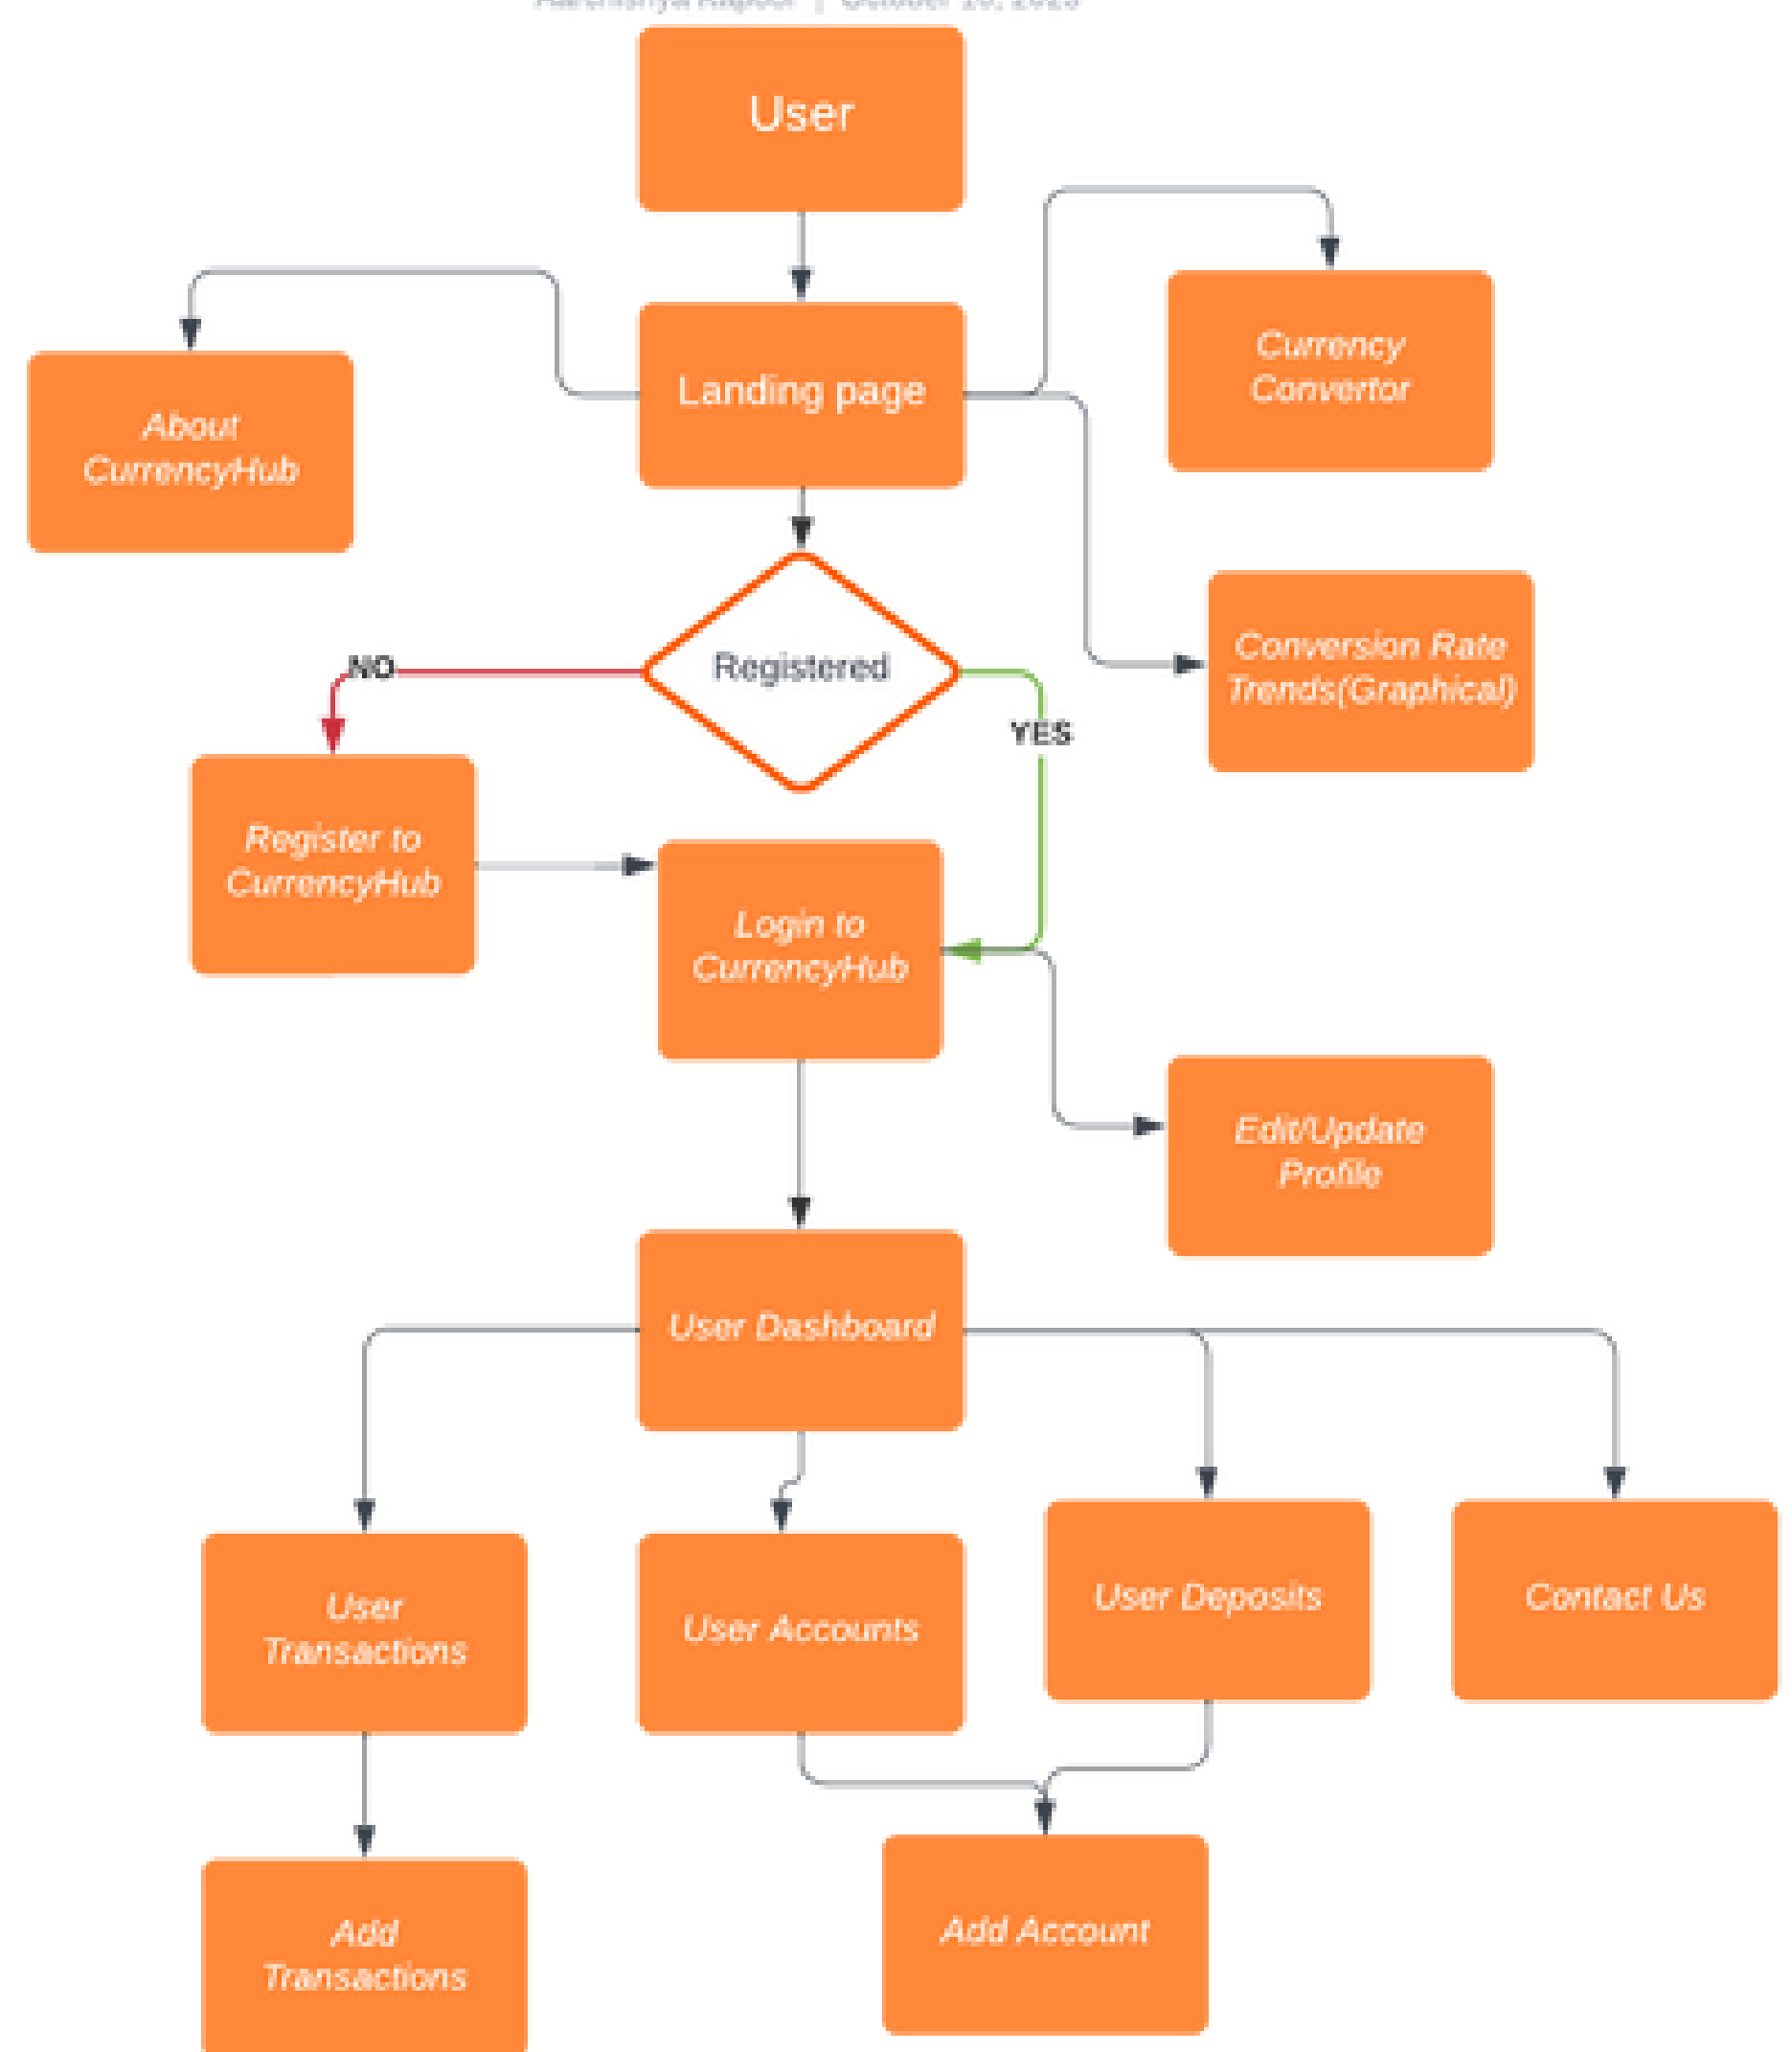 User
Landing page
Currency
Convertor
About
CurrencyHub
Registered
NO
YES
Conversion Rate
Trends(Graphical)
Register to
CurrencyHub
Login to
CurrencyHub
Edit/Update
Profile
User Dashboard
User
Transactions
User Accounts
User Deposits
Contact Us
Add
Transactions
Add Account